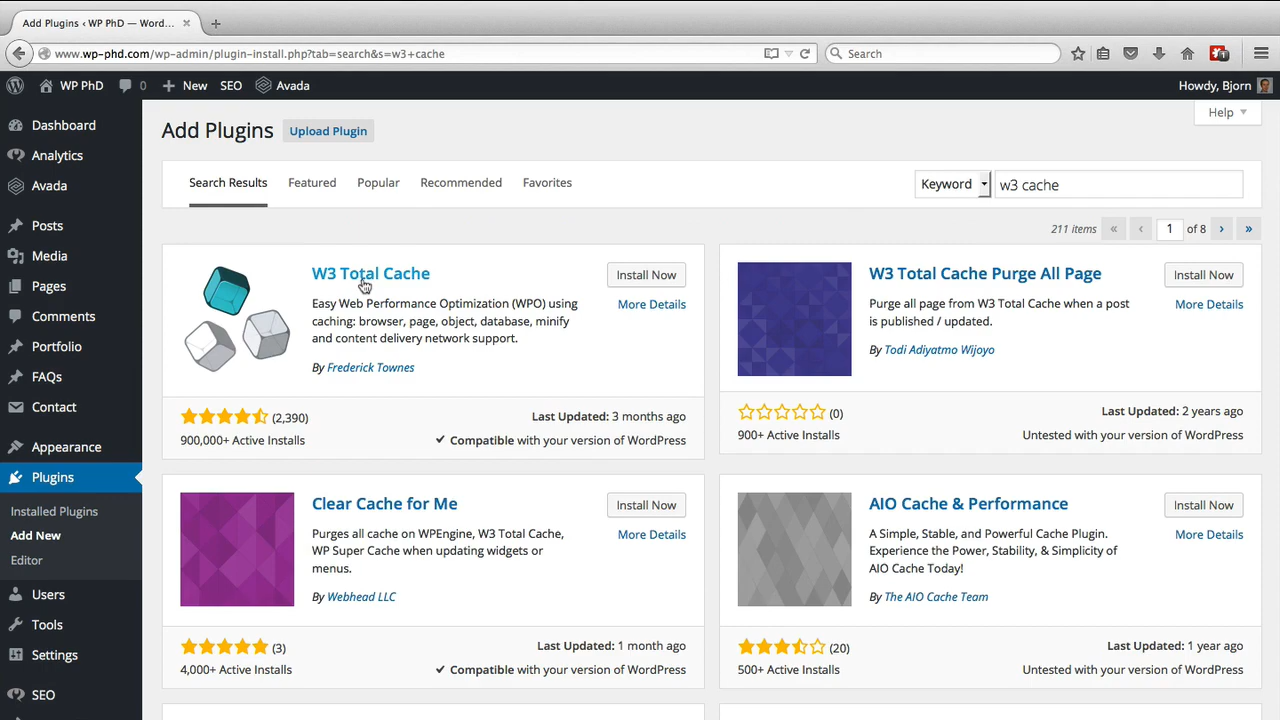 Add Plugins ‹ WP PhD — Word...
www.wp-phd.com/wp-admin/plugin-install.php?tab=search&s=w3+cache
Search
WP PhD
0
New
SEO
Avada
Howdy, Bjorn
Dashboard
Analytics
Avada
Posts
Media
Pages
Comments
Portfolio
FAQs
Contact
Appearance
Plugins
Installed Plugins
Add New
Editor
Users
Tools
Settings
SEO
Help
Add Plugins
Upload Plugin
Search Results
Featured
Popular
Recommended
Favorites
Keyword
w3 cache
211 items
«
‹
1
of 8
›
»
W3 Total Cache
Install Now
More Details
Easy Web Performance Optimization (WPO) using
caching: browser, page, object, database, minify
and content delivery network support.
By Frederick Townes
(2,390)
900,000+ Active Installs
Last Updated: 3 months ago
✔ Compatible with your version of WordPress
W3 Total Cache Purge All Page
Install Now
More Details
Purge all page from W3 Total Cache when a post
is published / updated.
By Todi Adiyatmo Wijoyo
(0)
900+ Active Installs
Last Updated: 2 years ago
Untested with your version of WordPress
Clear Cache for Me
Install Now
More Details
Purges all cache on WPEngine, W3 Total Cache,
WP Super Cache when updating widgets or
menus.
By Webhead LLC
(3)
4,000+ Active Installs
Last Updated: 1 month ago
✔ Compatible with your version of WordPress
AIO Cache & Performance
Install Now
More Details
A Simple, Stable, and Powerful Cache Plugin.
Experience the Power, Stability, & Simplicity of
AIO Cache Today!
By The AIO Cache Team
(20)
500+ Active Installs
Last Updated: 1 year ago
Untested with your version of WordPress